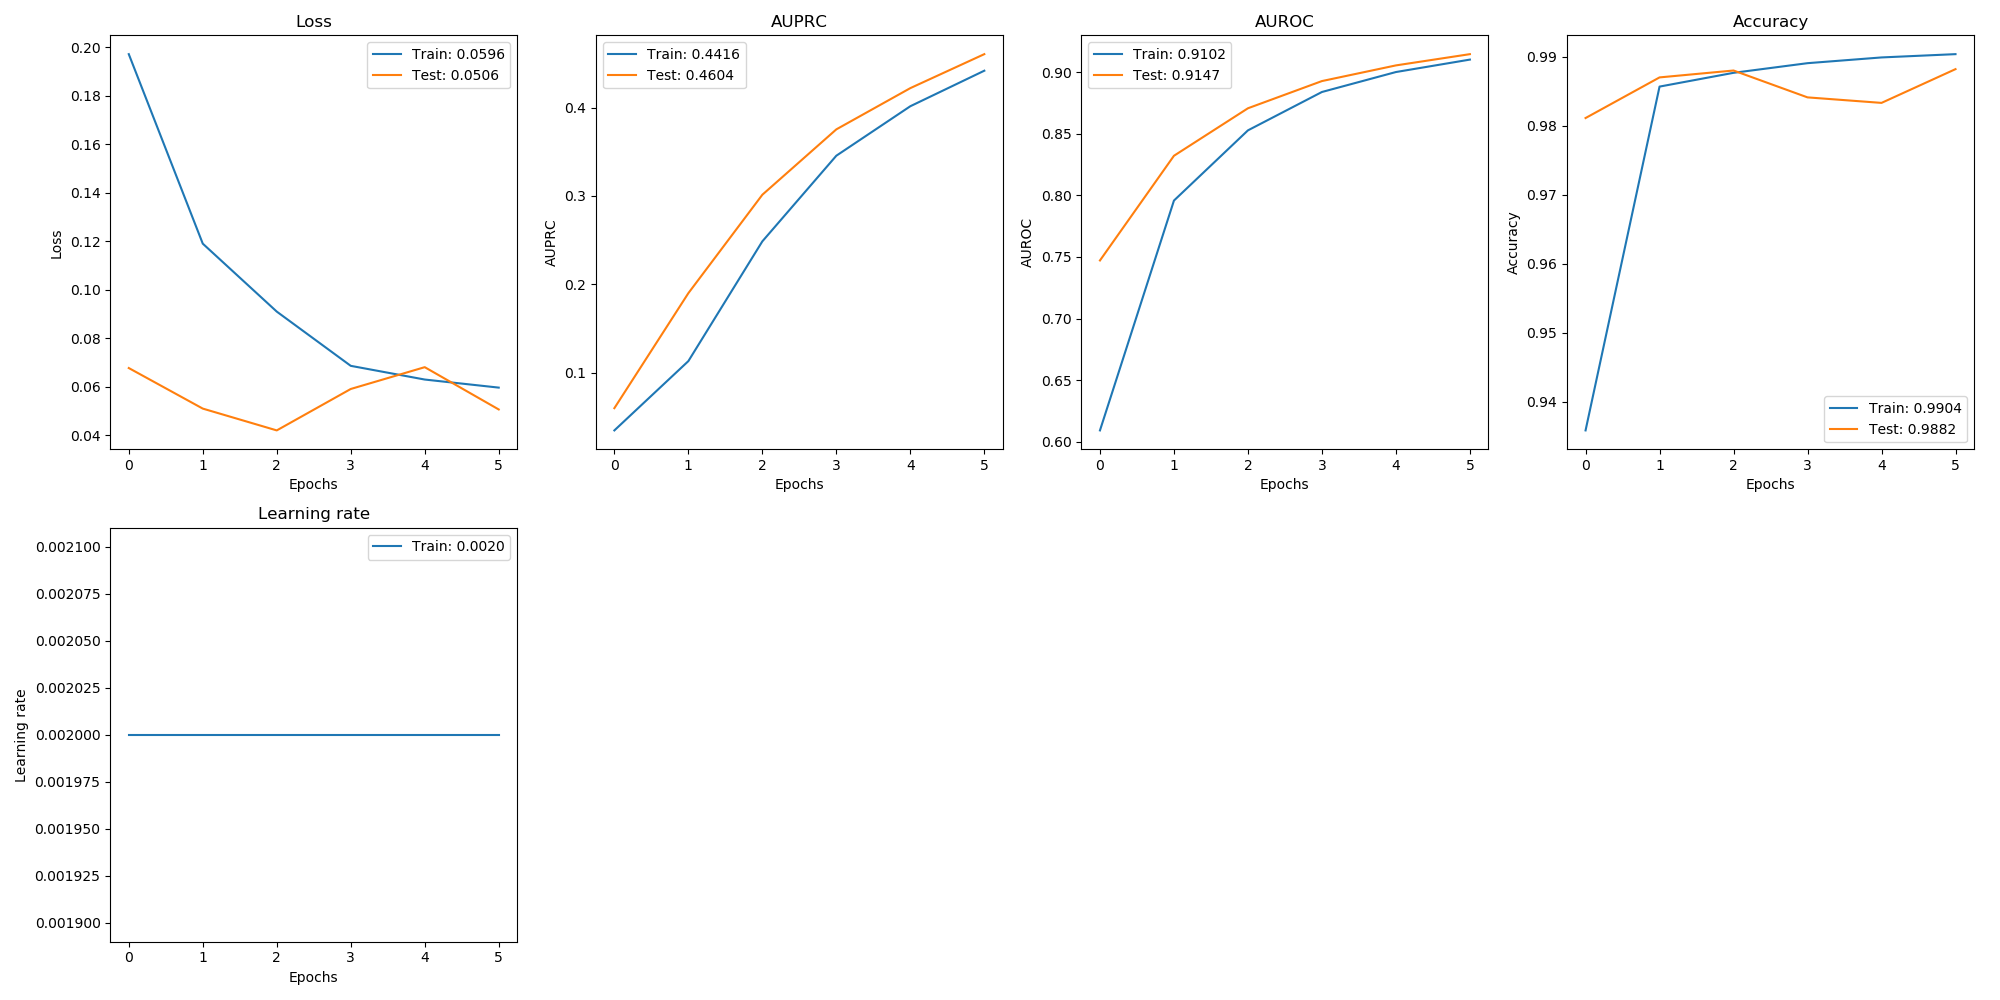 Loss
Train: 0.0596
Test: 0.0506
0.20
0.18
0.16
0.14
0.12
0.10
0.08
0.06
0.04
Loss
0 1 2 3 4 5
Epochs
AUPRC
Train: 0.4416
Test: 0.4604
0.4
0.3
0.2
0.1
AUPRC
0 1 2 3 4 5
Epochs
AUROC
Train: 0.9102
Test: 0.9147
0.90
0.85
0.80
0.75
0.70
0.65
0.60
AUROC
0 1 2 3 4 5
Epochs
Accuracy
0.99
0.98
0.97
0.96
0.95
0.94
Accuracy
Train: 0.9904
Test: 0.9882
0 1 2 3 4 5
Epochs
Learning rate
Train: 0.0020
0.002100
0.002075
0.002050
0.002025
0.002000
0.001975
0.001950
0.001925
0.001900
Learning rate
0 1 2 3 4 5
Epochs